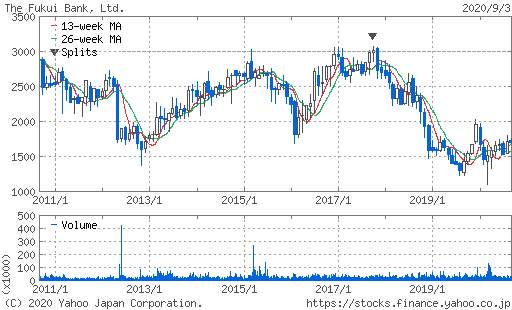 The Fukui Bank, Ltd. 2020/9/3
3500
13-week MA
26-week MA
Splits
3000
2500
2000
1500
1000
2011/1 2013/1 2015/1 2017/1 2019/1
500
Volume
400
300
200
100
0
(x1000)
2011/1 2013/1 2015/1 2017/1 2019/1
(C) 2020 Yahoo Japan Corporation. https://stocks.finance.yahoo.co.jp/